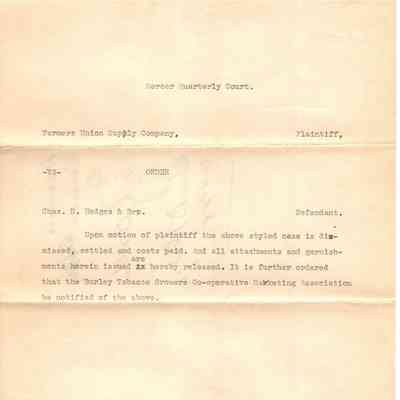 Mercer Quarterly Court.
Farmers Union Supply Company, Plaintiff,
-VS- ORDER
Chas. H. Hedges & Bro. Defendant.
Upon motion of plaintiff the above styled case is dis-
missed, settled and costs paid. And all attachments and garnish-
are
ments herein issued is hereby released. It is further ordered
that the Burley Tobacco Growers Co-operative Marketing Association
be notified of the above.